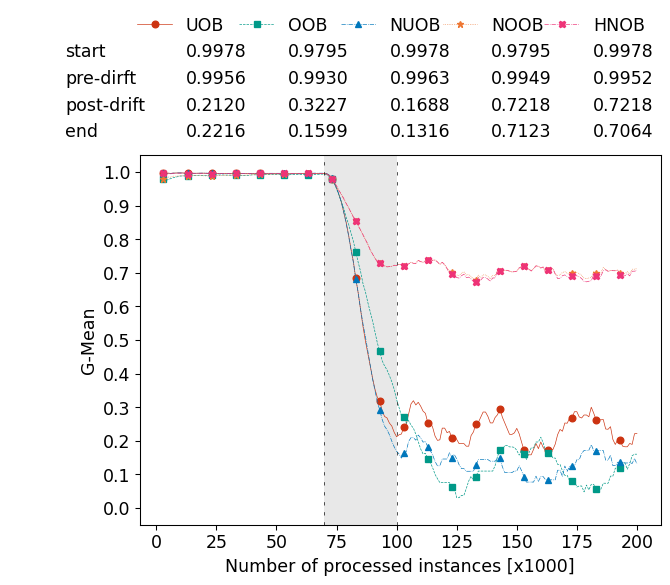 UOB OOB NUOB NOOB HNOB
start 0.9978 0.9795 0.9978 0.9795 0.9978
pre-dirft 0.9956 0.9930 0.9963 0.9949 0.9952
post-drift 0.2120 0.3227 0.1688 0.7218 0.7218
end 0.2216 0.1599 0.1316 0.7123 0.7064
1.0
0.9
0.8
0.7
0.6
0.5
0.4
0.3
0.2
0.1
0.0
G-Mean
0 25 50 75 100 125 150 175 200
Number of processed instances [x1000]